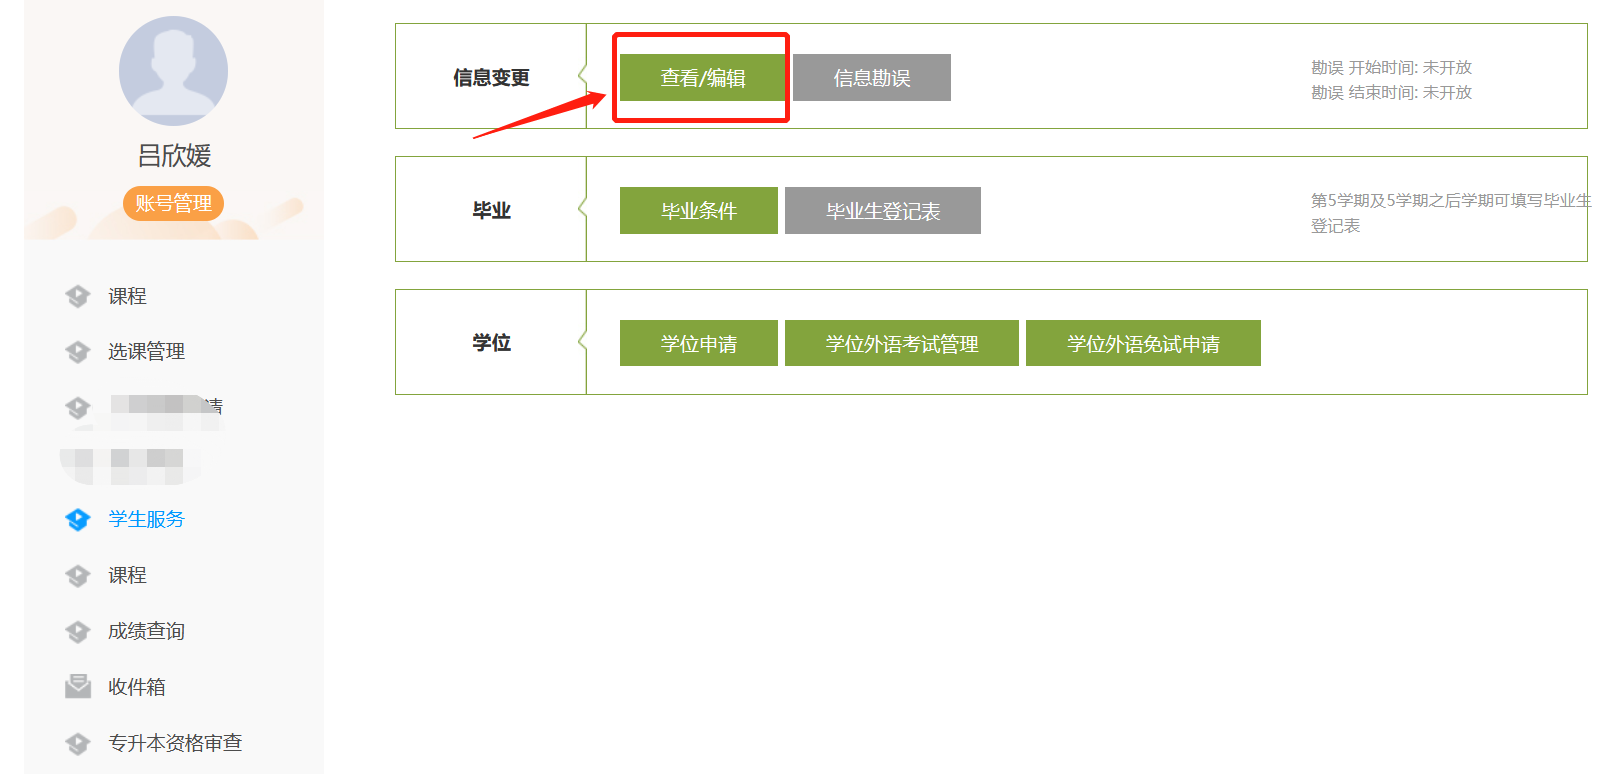 吕欣媛
账号管理
课程
选课管理
请
学生服务
课程
成绩查询
收件箱
专升本资格审查
信息变更
查看/编辑
信息勘误
勘误 开始时间: 未开放
勘误 结束时间: 未开放
毕业
毕业条件
毕业生登记表
第5学期及5学期之后学期可填写毕业生
登记表
学位
学位申请
学位外语考试管理
学位外语免试申请